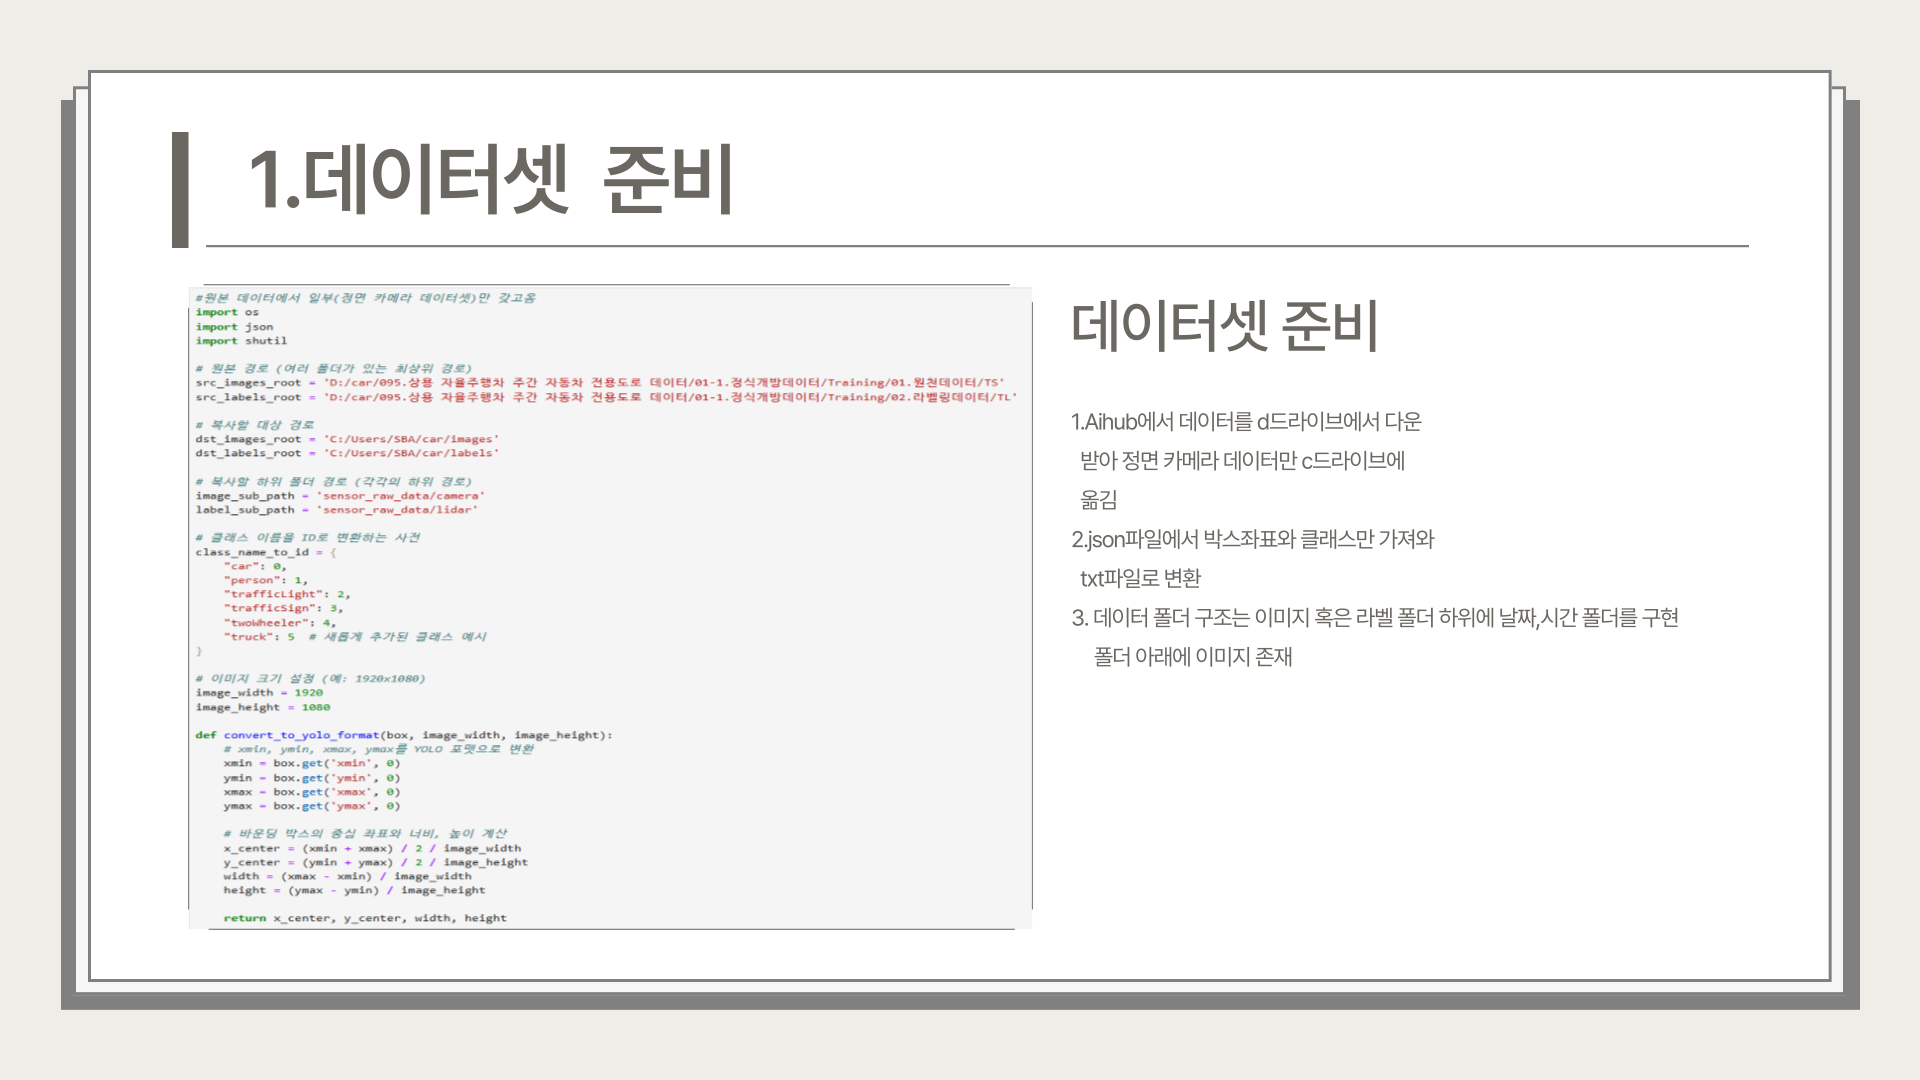 1.데이터셋 준비
#원본 데이터에서 일부(정면 카메라 데이터셋)만 갖고옴
import os
import json
import shutil
# 원본 경로 (여러 폴더가 있는 최상위 경로)
src_images_root = 'D:/car/095.상용 자율주행차 주간 자동차 전용도로 데이터/01-1.정식개방데이터/Training/01.원천데이터/TS'
src_labels_root = 'D:/car/095.상용 자율주행차 주간 자동차 전용도로 데이터/01-1.정식개방데이터/Training/02.라벨링데이터/TL'
# 복사할 대상 경로
dst_images_root = 'C:/Users/SBA/car/images'
dst_labels_root = 'C:/Users/SBA/car/labels'
# 복사할 하위 폴더 경로 (각각의 하위 경로)
image_sub_path = 'sensor_raw_data/camera'
label_sub_path = 'sensor_raw_data/lidar'
# 클래스 이름을 ID로 변환하는 사전
class_name_to_id = {
    "car": 0,
    "person": 1,
    "trafficLight": 2,
    "trafficSign": 3,
    "twoWheeler": 4,
    "truck": 5  # 새롭게 추가된 클래스 예시
}
# 이미지 크기 설정 (예: 1920x1080)
image_width = 1920
image_height = 1080
def convert_to_yolo_format(box, image_width, image_height):
    # xmin, ymin, xmax, ymax를 YOLO 포맷으로 변환
    xmin = box.get('xmin', 0)
    ymin = box.get('ymin', 0)
    xmax = box.get('xmax', 0)
    ymax = box.get('ymax', 0)
    # 바운딩 박스의 중심 좌표와 너비, 높이 계산
    x_center = (xmin + xmax) / 2 / image_width
    y_center = (ymin + ymax) / 2 / image_height
    width = (xmax - xmin) / image_width
    height = (ymax - ymin) / image_height
    return x_center, y_center, width, height
데이터셋 준비
1.Aihub에서 데이터를 d드라이브에서 다운
받아 정면 카메라 데이터만 c드라이브에
옮김
2.json파일에서 박스좌표와 클래스만 가져와
txt파일로 변환
3. 데이터 폴더 구조는 이미지 혹은 라벨 폴더 하위에 날짜,시간 폴더를 구현
폴더 아래에 이미지 존재